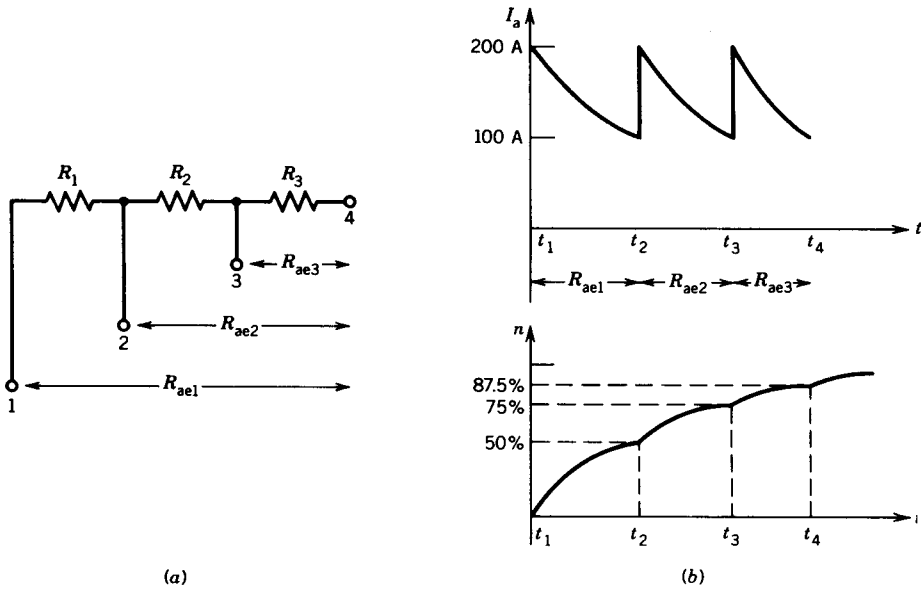 R1
R2
R3
4
3
Rae3
2
Rae2
1
Rae1
(a)
Ia
200 A
100 A
t1
t2
t3
t4
t
Rae1
Rae2
Rae3
n
87.5%
75%
50%
t1
t2
t3
t4
(b)